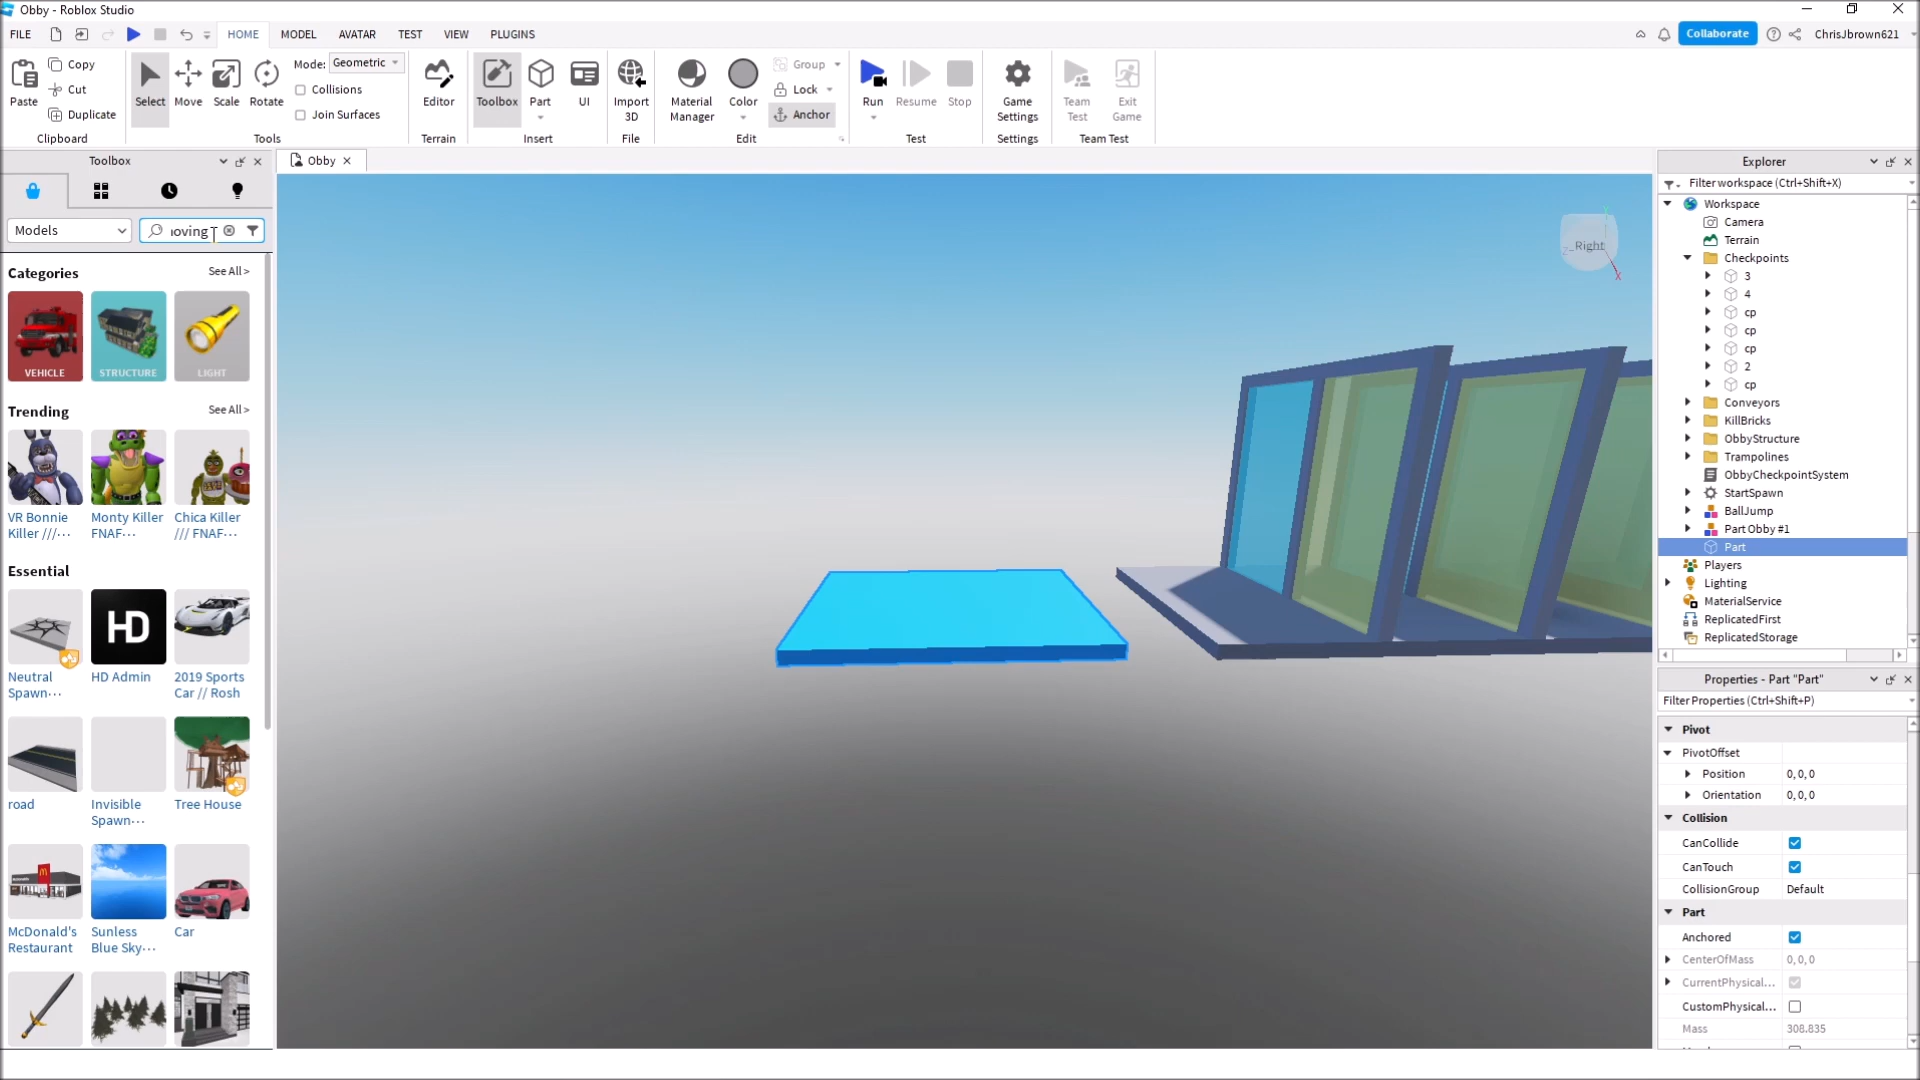 Obby - Roblox Studio
FILE HOME MODEL AVATAR TEST VIEW PLUGINS Collaborate ChrisJbrown621
Paste Copy Cut Duplicate Clipboard
Select Move Scale Rotate Mode: Geometric Collisions Join Surfaces Tools
Editor Terrain
Toolbox Part UI Insert
Import 3D File
Material Manager Color Group Lock Anchor Edit
Run Resume Stop Test
Game Settings Settings
Team Test Exit Game Team Test
Toolbox
Obby
Models
oving
Categories See All >
VEHICLE STRUCTURE LIGHT
Trending See All >
VR Bonnie Killer ///···
Monty Killer FNAF···
Chica Killer /// FNAF···
Essential
HD
Neutral Spawn···
HD Admin
2019 Sports Car // Rosh
road
Invisible Spawn···
Tree House
McDonald's Restaurant
Sunless Blue Sky···
Car
Right
Z
X
Explorer
Filter workspace (Ctrl+Shift+X)
Workspace
Camera
Terrain
Checkpoints
3
4
cp
cp
cp
2
cp
Conveyors
KillBricks
ObbyStructure
Trampolines
ObbyCheckpointSystem
StartSpawn
BallJump
Part Obby #1
Part
Players
Lighting
MaterialService
ReplicatedFirst
ReplicatedStorage
Properties - Part "Part"
Filter Properties (Ctrl+Shift+P)
Pivot
PivotOffset
Position 0, 0, 0
Orientation 0, 0, 0
Collision
CanCollide
CanTouch
CollisionGroup Default
Part
Anchored
CenterOfMass 0, 0, 0
CurrentPhysical...
CustomPhysical...
Mass 308.835